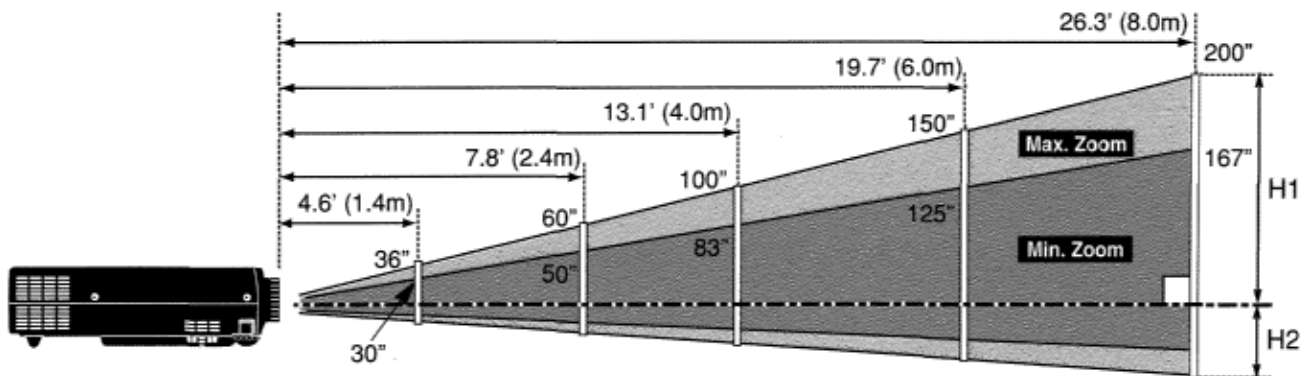 26.3’ (8.0m)
200”
19.7’ (6.0m)
13.1’ (4.0m)
150”
Max. Zoom
7.8’ (2.4m)
100”
167”
H1
4.6’ (1.4m)
60”
125”
36”
83”
Min. Zoom
50”
30”
H2